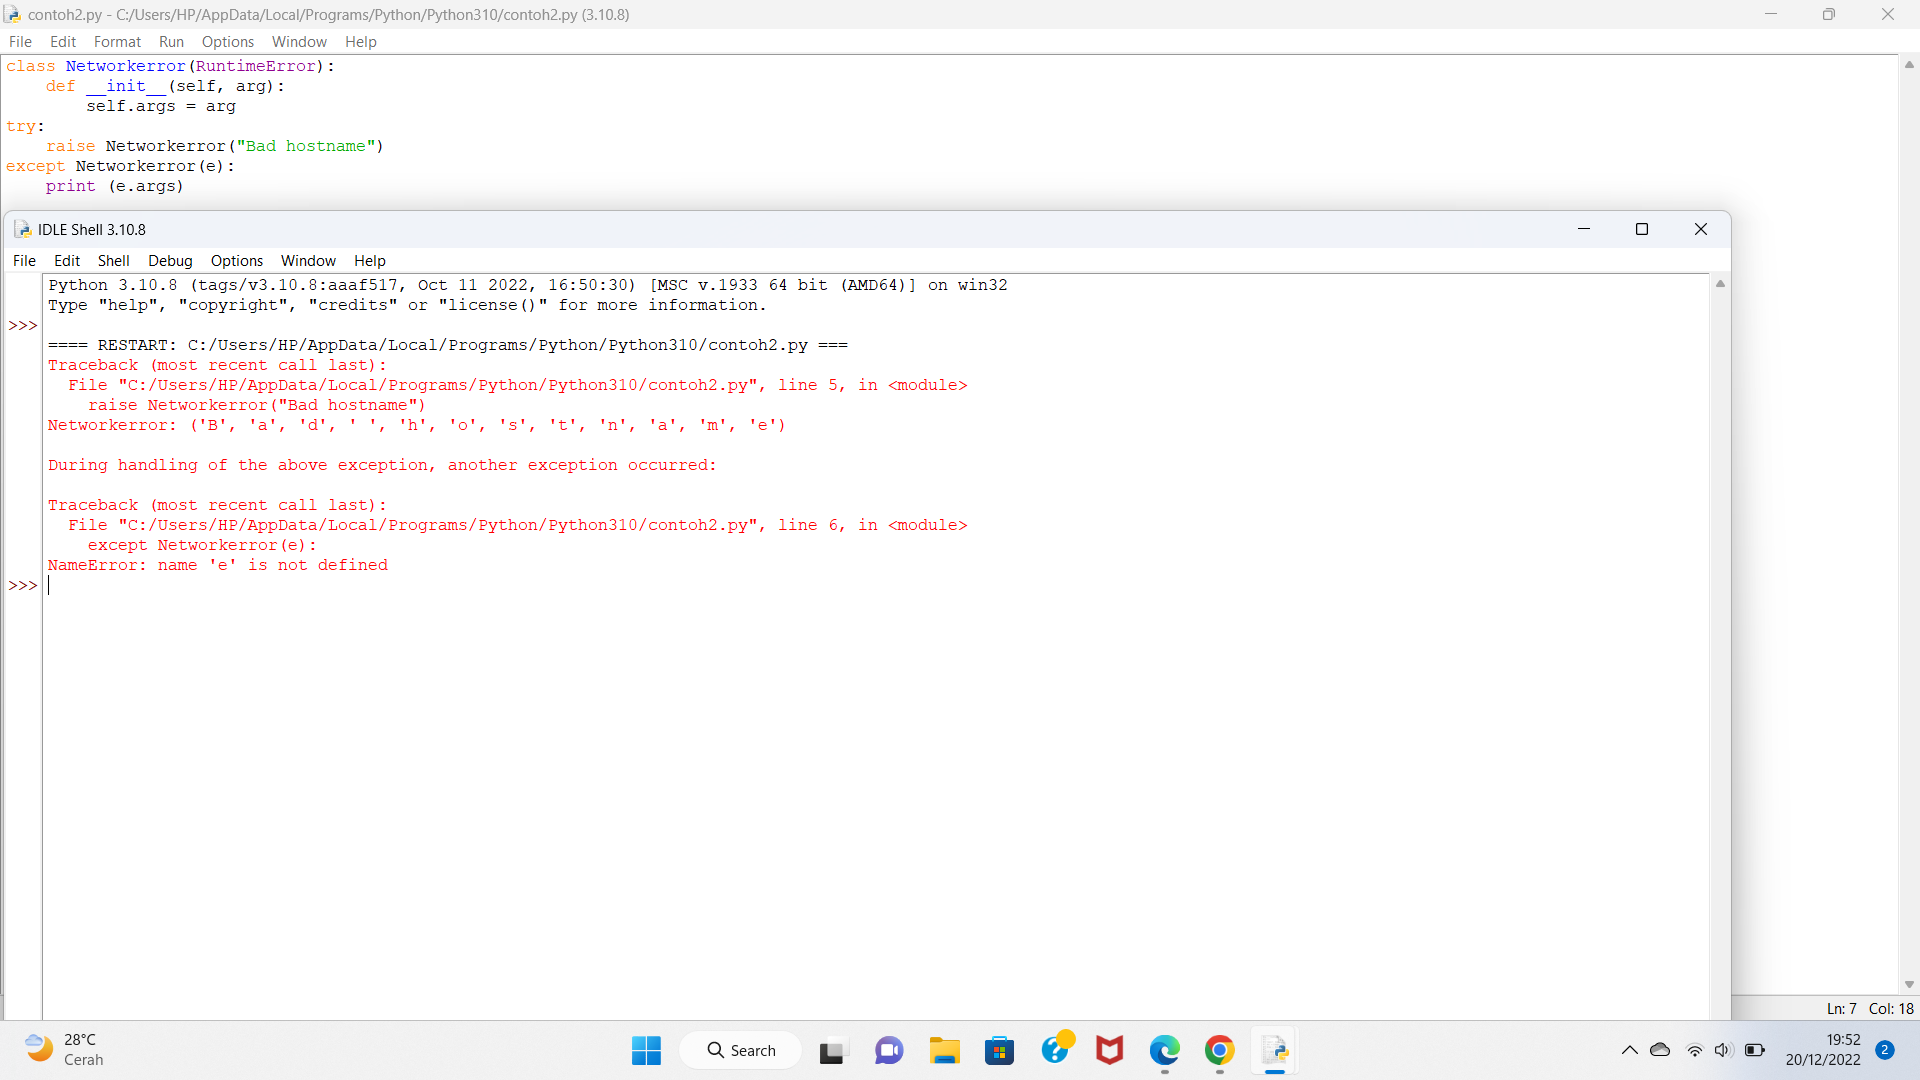 contoh2.py - C:/Users/HP/AppData/Local/Programs/Python/Python310/contoh2.py (3.10.8)
File Edit Format Run Options Window Help
class Networkerror(RuntimeError):
    def __init__(self, arg):
        self.args = arg
try:
    raise Networkerror("Bad hostname")
except Networkerror(e):
    print (e.args)
IDLE Shell 3.10.8
File Edit Shell Debug Options Window Help
Python 3.10.8 (tags/v3.10.8:aaaf517, Oct 11 2022, 16:50:30) [MSC v.1933 64 bit (AMD64)] on win32
Type "help", "copyright", "credits" or "license()" for more information.
>>>
==== RESTART: C:/Users/HP/AppData/Local/Programs/Python/Python310/contoh2.py ===
Traceback (most recent call last):
  File "C:/Users/HP/AppData/Local/Programs/Python/Python310/contoh2.py", line 5, in <module>
    raise Networkerror("Bad hostname")
Networkerror: ('B', 'a', 'd', ' ', 'h', 'o', 's', 't', 'n', 'a', 'm', 'e')
During handling of the above exception, another exception occurred:
Traceback (most recent call last):
  File "C:/Users/HP/AppData/Local/Programs/Python/Python310/contoh2.py", line 6, in <module>
    except Networkerror(e):
NameError: name 'e' is not defined
>>>
Ln: 7 Col: 18
28°C
Cerah
Search
19:52
20/12/2022
2